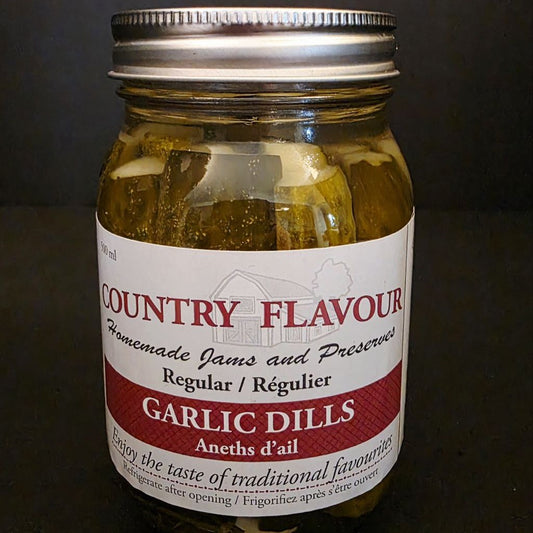 500 ml
COUNTRY FLAVOUR
Homemade Jams and Preserves
Regular / Régulier
GARLIC DILLS
Aneths d'ail
Enjoy the taste of traditional favourites
Refrigerate after opening / Frigorifiez après s'être ouvert